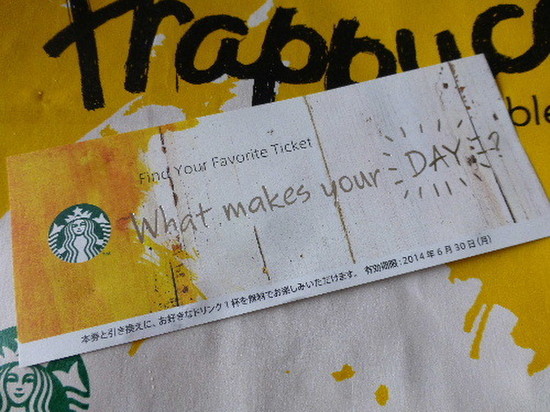 Frappuc
ble
Find Your Favorite Ticket
What makes your DAY?
本券と引き換えに、お好きなドリンク1杯を無料でお楽しみいただけます。 有効期限:2014年6月30日(月)